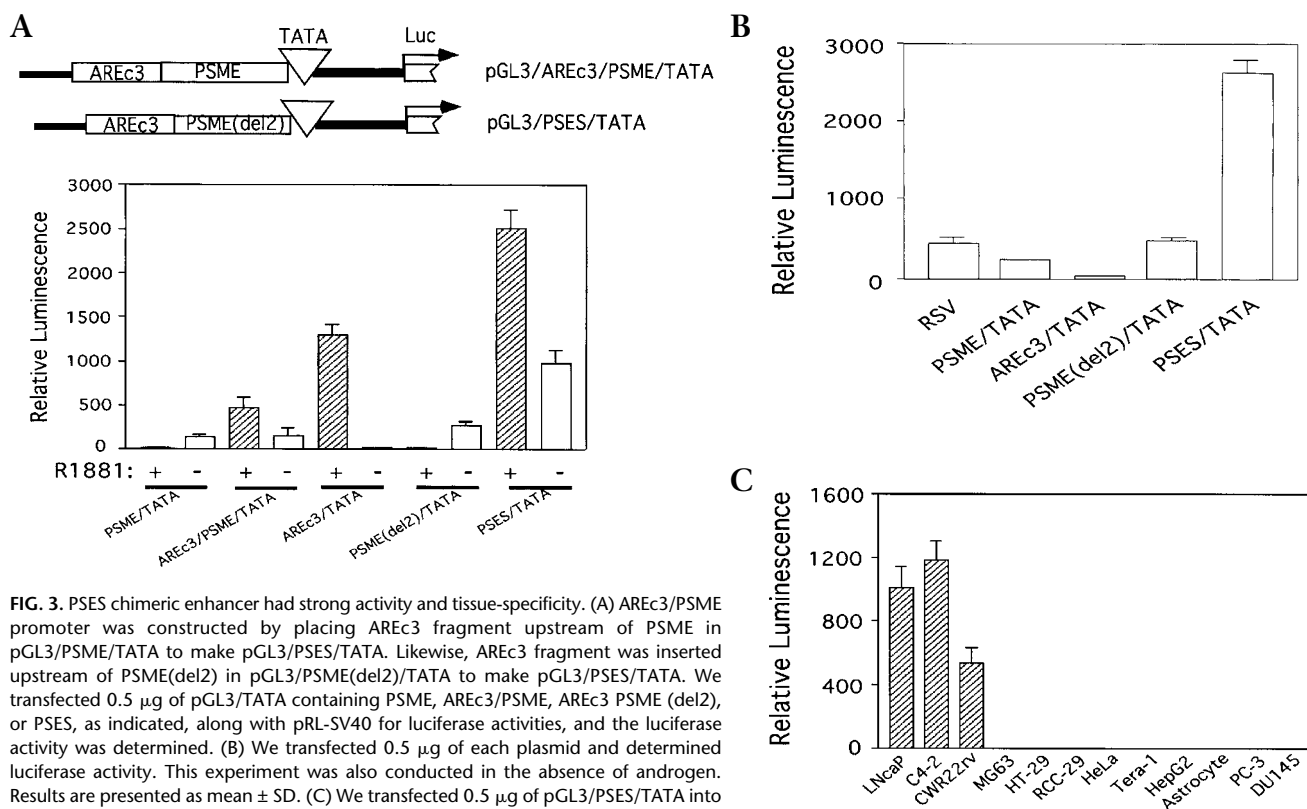 A
TATA
Luc
AREc3
PSME
pGL3/AREc3/PSME/TATA
AREc3
PSME(del2)
pGL3/PSES/TATA
Relative Luminescence
3000
2500
2000
1500
1000
500
0
R1881: + - + - + - + - + -
PSME/TATA
AREc3/PSME/TATA
AREc3/TATA
PSME(del2)/TATA
PSES/TATA
B
Relative Luminescence
3000
2000
1000
0
RSV
PSME/TATA
AREc3/TATA
PSME(del2)/TATA
PSES/TATA
C
Relative Luminescence
1600
1200
800
400
0
LNcaP
C4-2
CWR22rv
MG63
HT-29
RCC-29
HeLa
Tera-1
HepG2
Astrocyte
PC-3
DU145
FIG. 3. PSES chimeric enhancer had strong activity and tissue-specificity. (A) AREc3/PSME
promoter was constructed by placing AREc3 fragment upstream of PSME in
pGL3/PSME/TATA to make pGL3/PSES/TATA. Likewise, AREc3 fragment was inserted
upstream of PSME(del2) in pGL3/PSME(del2)/TATA to make pGL3/PSES/TATA. We
transfected 0.5 μg of pGL3/TATA containing PSME, AREc3/PSME, AREc3 PSME (del2),
or PSES, as indicated, along with pRL-SV40 for luciferase activities, and the luciferase
activity was determined. (B) We transfected 0.5 μg of each plasmid and determined
luciferase activity. This experiment was also conducted in the absence of androgen.
Results are presented as mean ± SD. (C) We transfected 0.5 μg of pGL3/PSES/TATA into